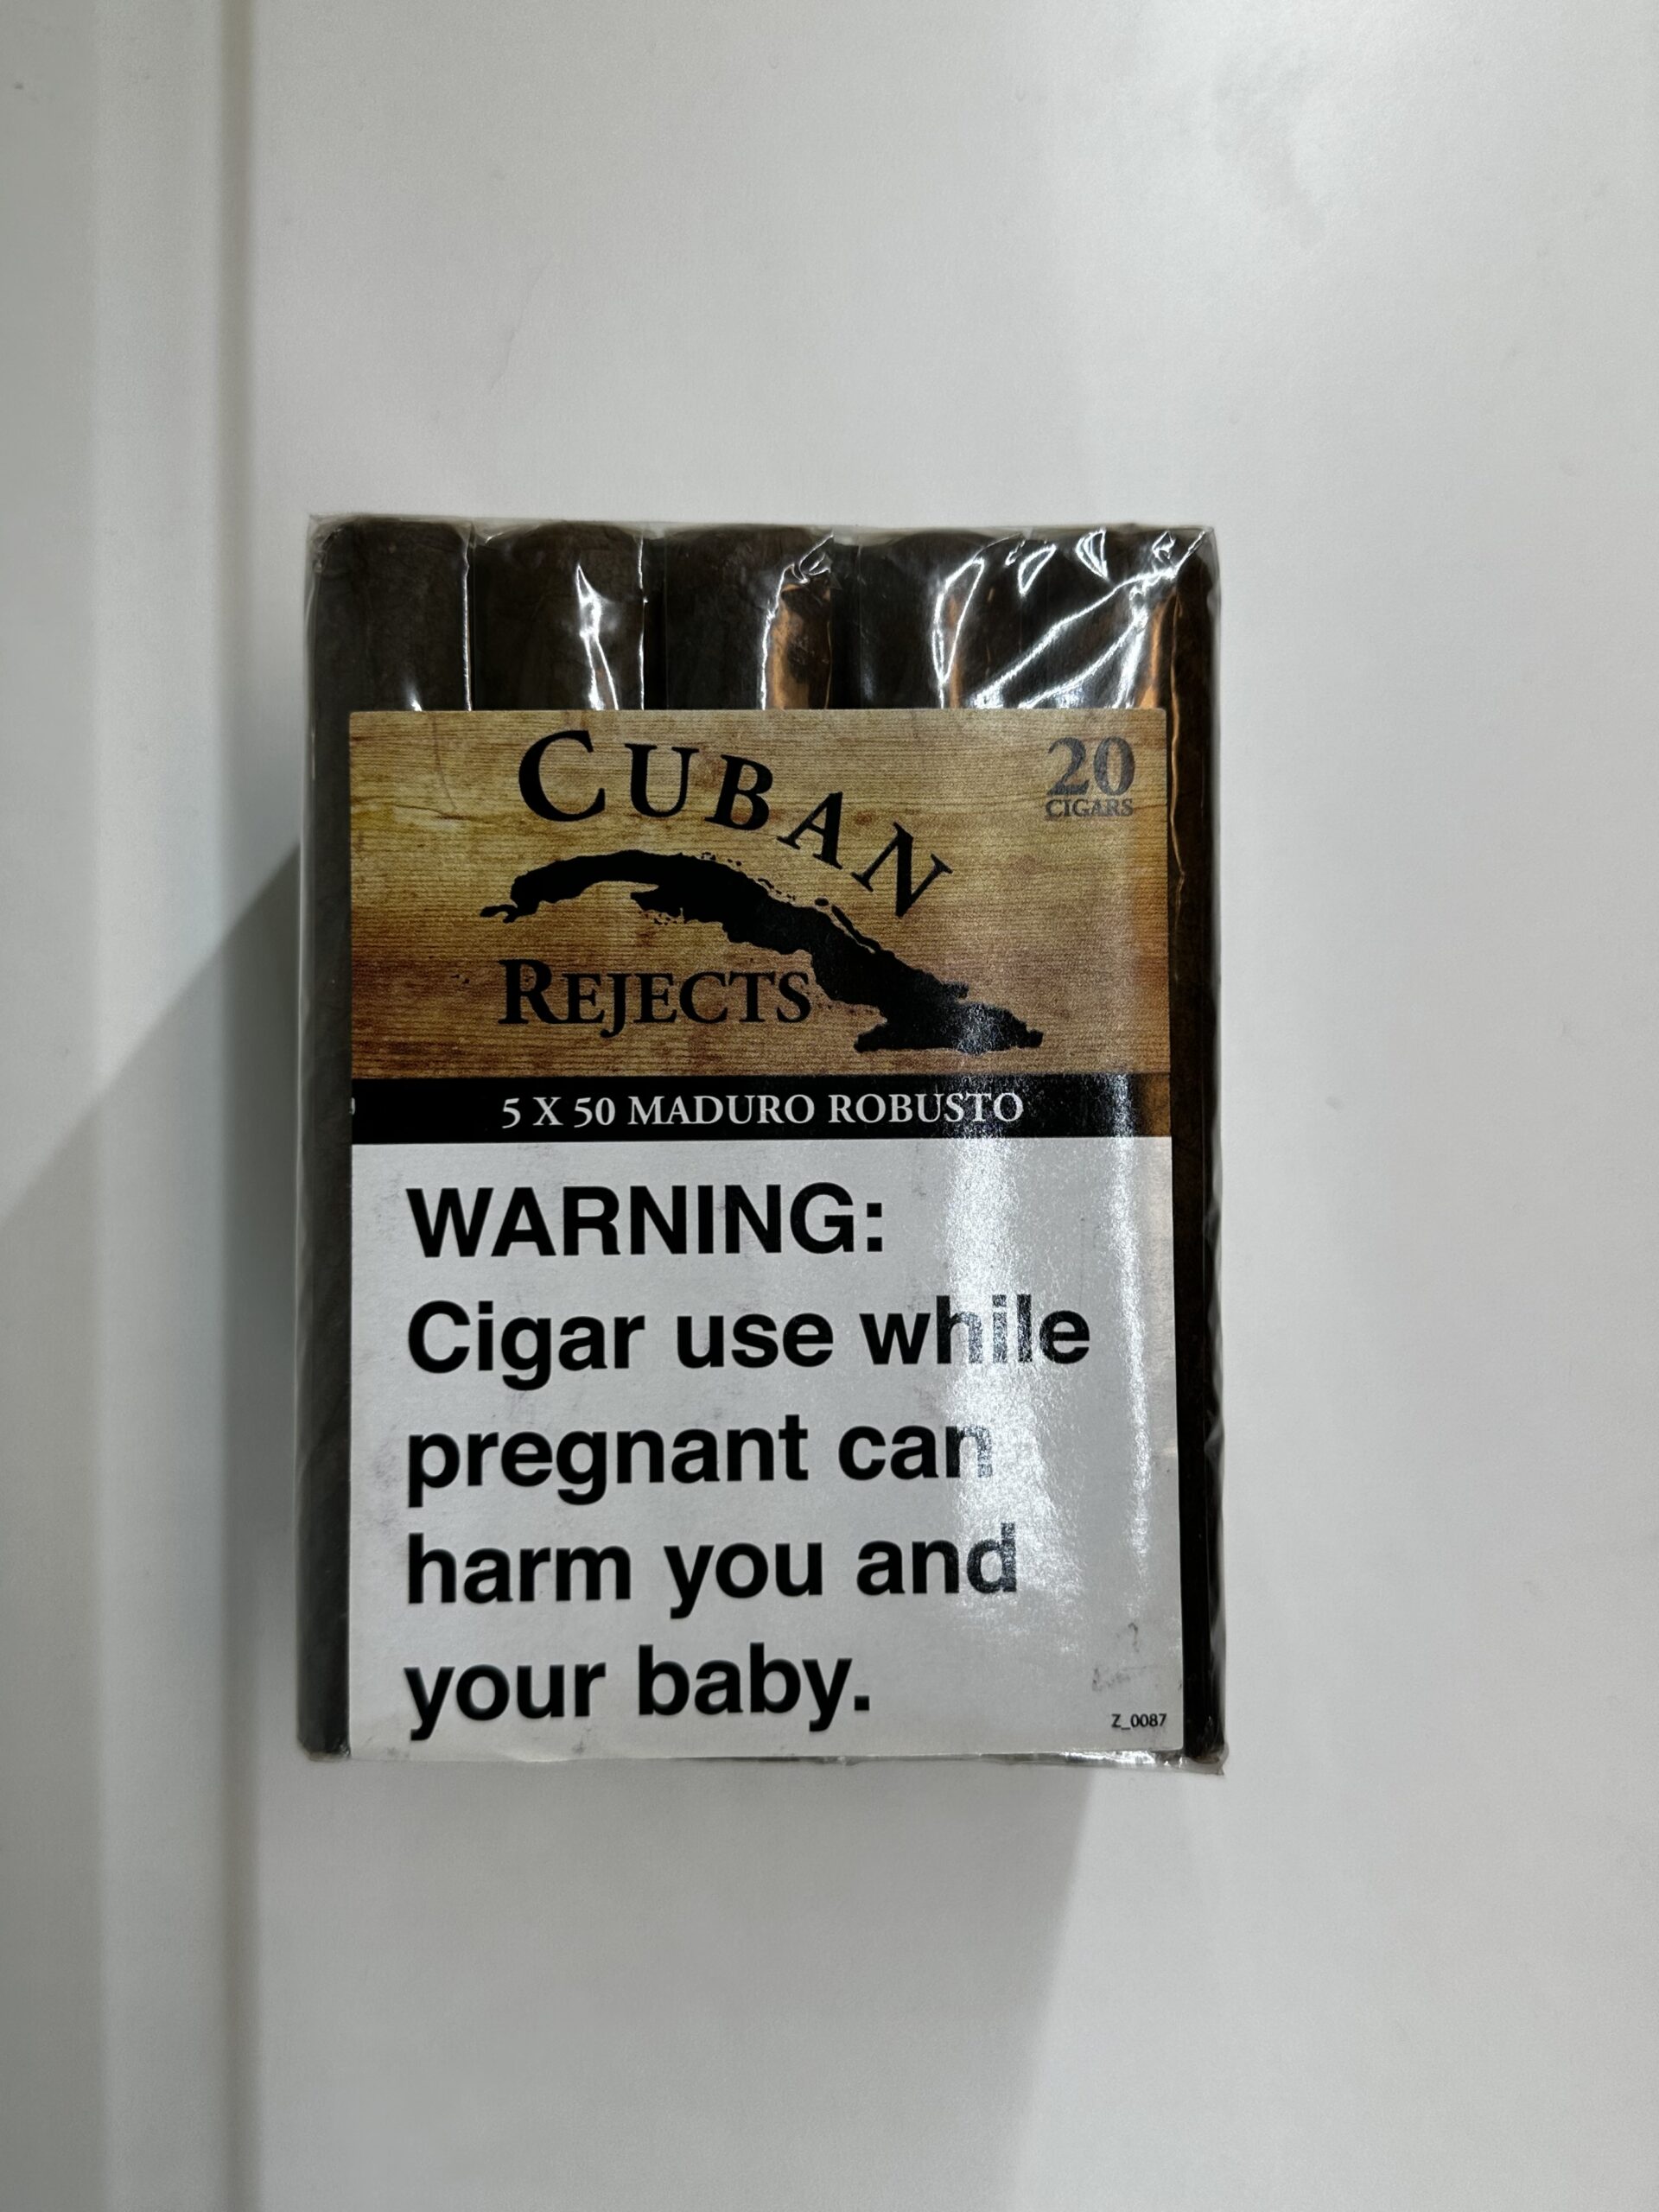 CUBAN
20
CIGARS
REJECTS
5 X 50 MADURO ROBUSTO
WARNING:
Cigar use while
pregnant can
harm you and
your baby.
Z_0087